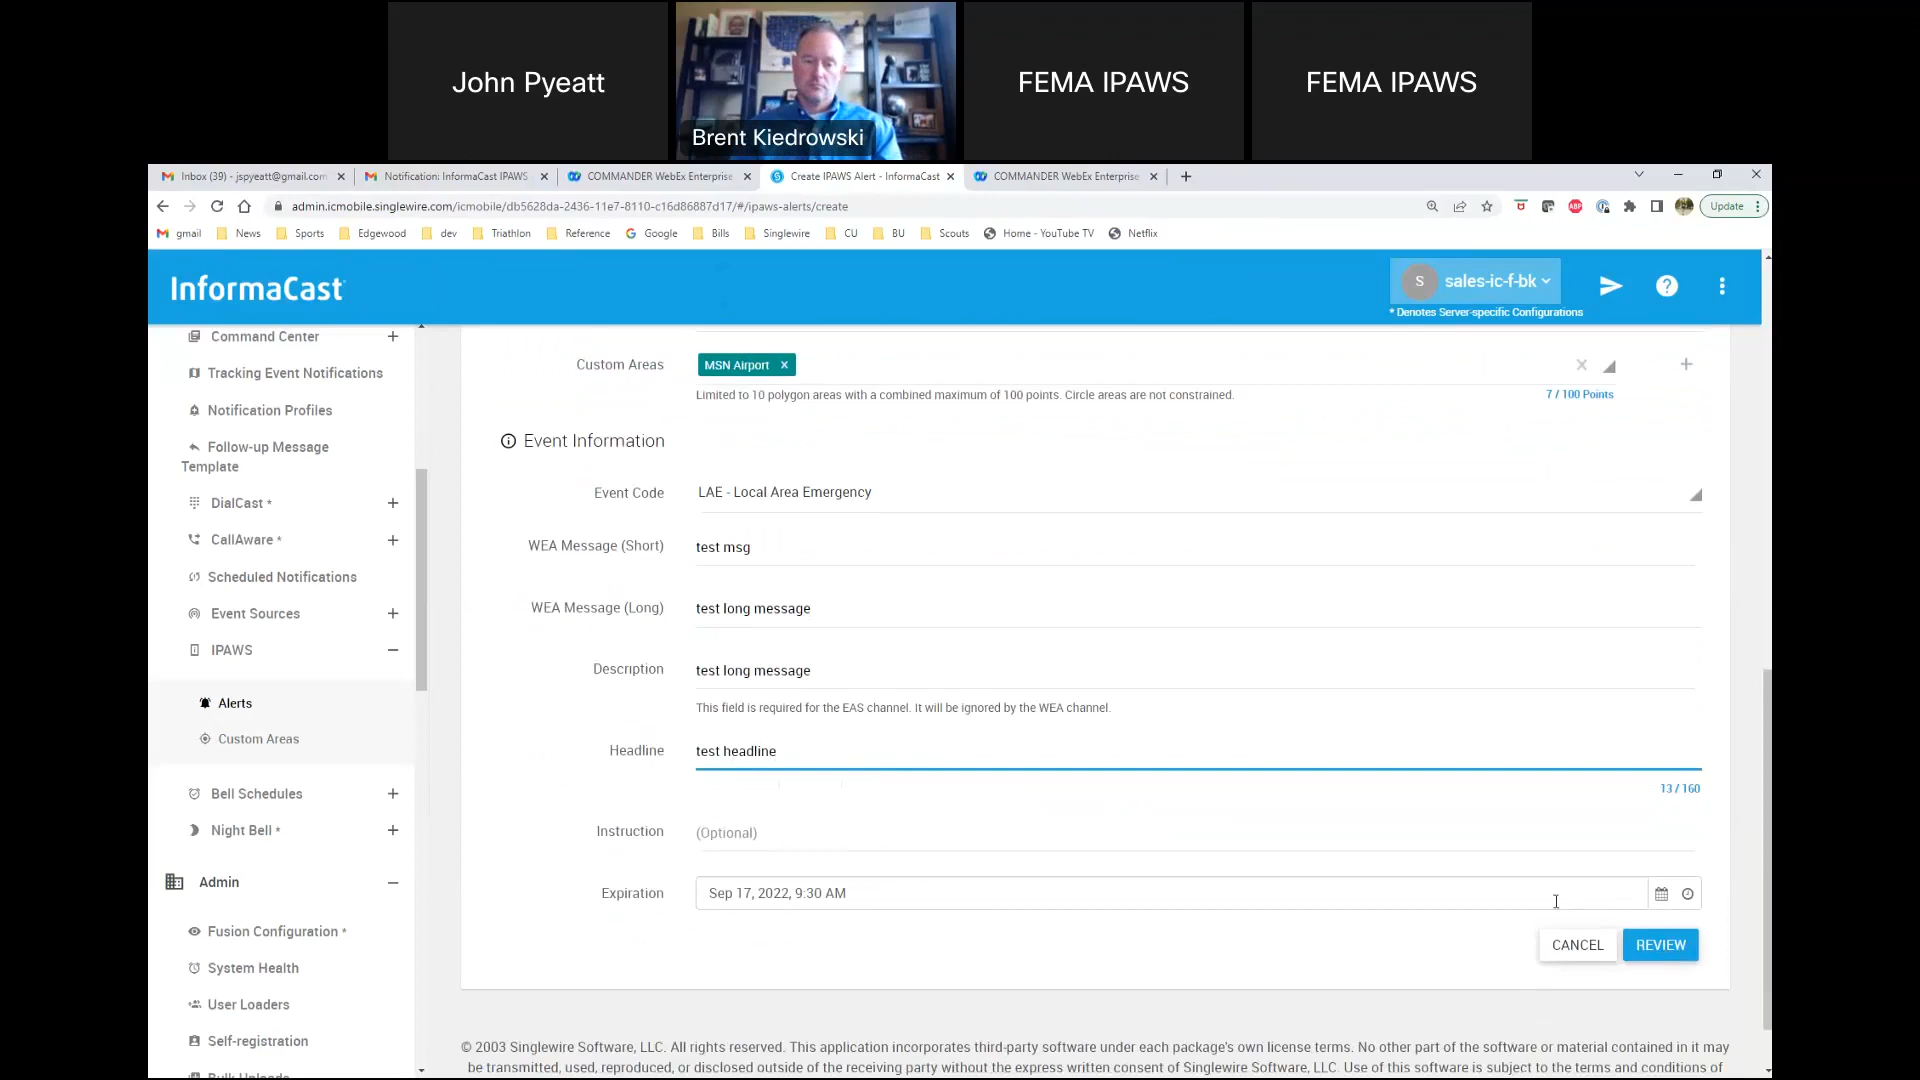 John Pyeatt
Brent Kiedrowski
FEMA IPAWS
FEMA IPAWS
Inbox (39) - jspyeatt@gmail.com
Notification: InformaCast IPAWS
COMMANDER WebEx Enterprise
Create IPAWS Alert - InformaCast
COMMANDER WebEx Enterprise
admin.icmobile.singlewire.com/icmobile/db5628da-2436-11e7-8110-c16d86887d17/#/ipaws-alerts/create
ABP
Update
gmail News Sports Edgewood dev Triathlon Reference Google Bills Singlewire CU BU Scouts Home - YouTube TV Netflix
InformaCast
S sales-ic-f-bk
* Denotes Server-specific Configurations
Command Center
Tracking Event Notifications
Notification Profiles
Follow-up Message
Template
DialCast *
CallAware *
Scheduled Notifications
Event Sources
IPAWS
Alerts
Custom Areas
Bell Schedules
Night Bell *
Admin
Fusion Configuration *
System Health
User Loaders
Self-registration
Bulk Uploads
Custom Areas MSN Airport
Limited to 10 polygon areas with a combined maximum of 100 points. Circle areas are not constrained. 7 / 100 Points
Event Information
Event Code LAE - Local Area Emergency
WEA Message (Short) test msg
WEA Message (Long) test long message
Description test long message
This field is required for the EAS channel. It will be ignored by the WEA channel.
Headline test headline
13 / 160
Instruction (Optional)
Expiration Sep 17, 2022, 9:30 AM
CANCEL REVIEW
© 2003 Singlewire Software, LLC. All rights reserved. This application incorporates third-party software under each package's own license terms. No other part of the software or material contained in it may
be transmitted, used, reproduced, or disclosed outside of the receiving party without the express written consent of Singlewire Software, LLC. Use of this software is subject to the terms and conditions of